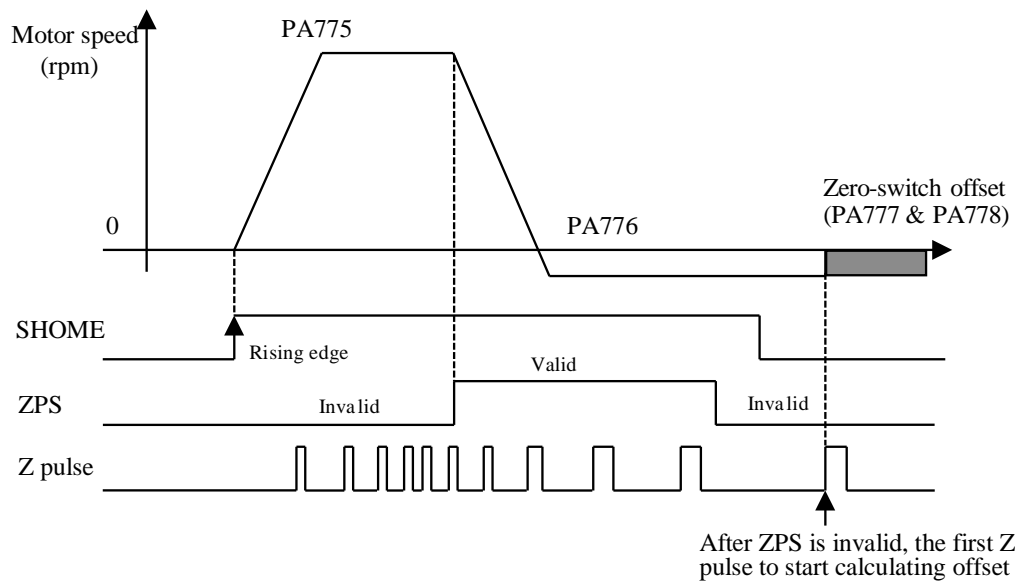 Motor speed
(rpm)
PA775
0
PA776
Zero-switch offset
(PA777 & PA778)
SHOME
Rising edge
Valid
ZPS
Invalid
Invalid
Z pulse
After ZPS is invalid, the first Z
pulse to start calculating offset